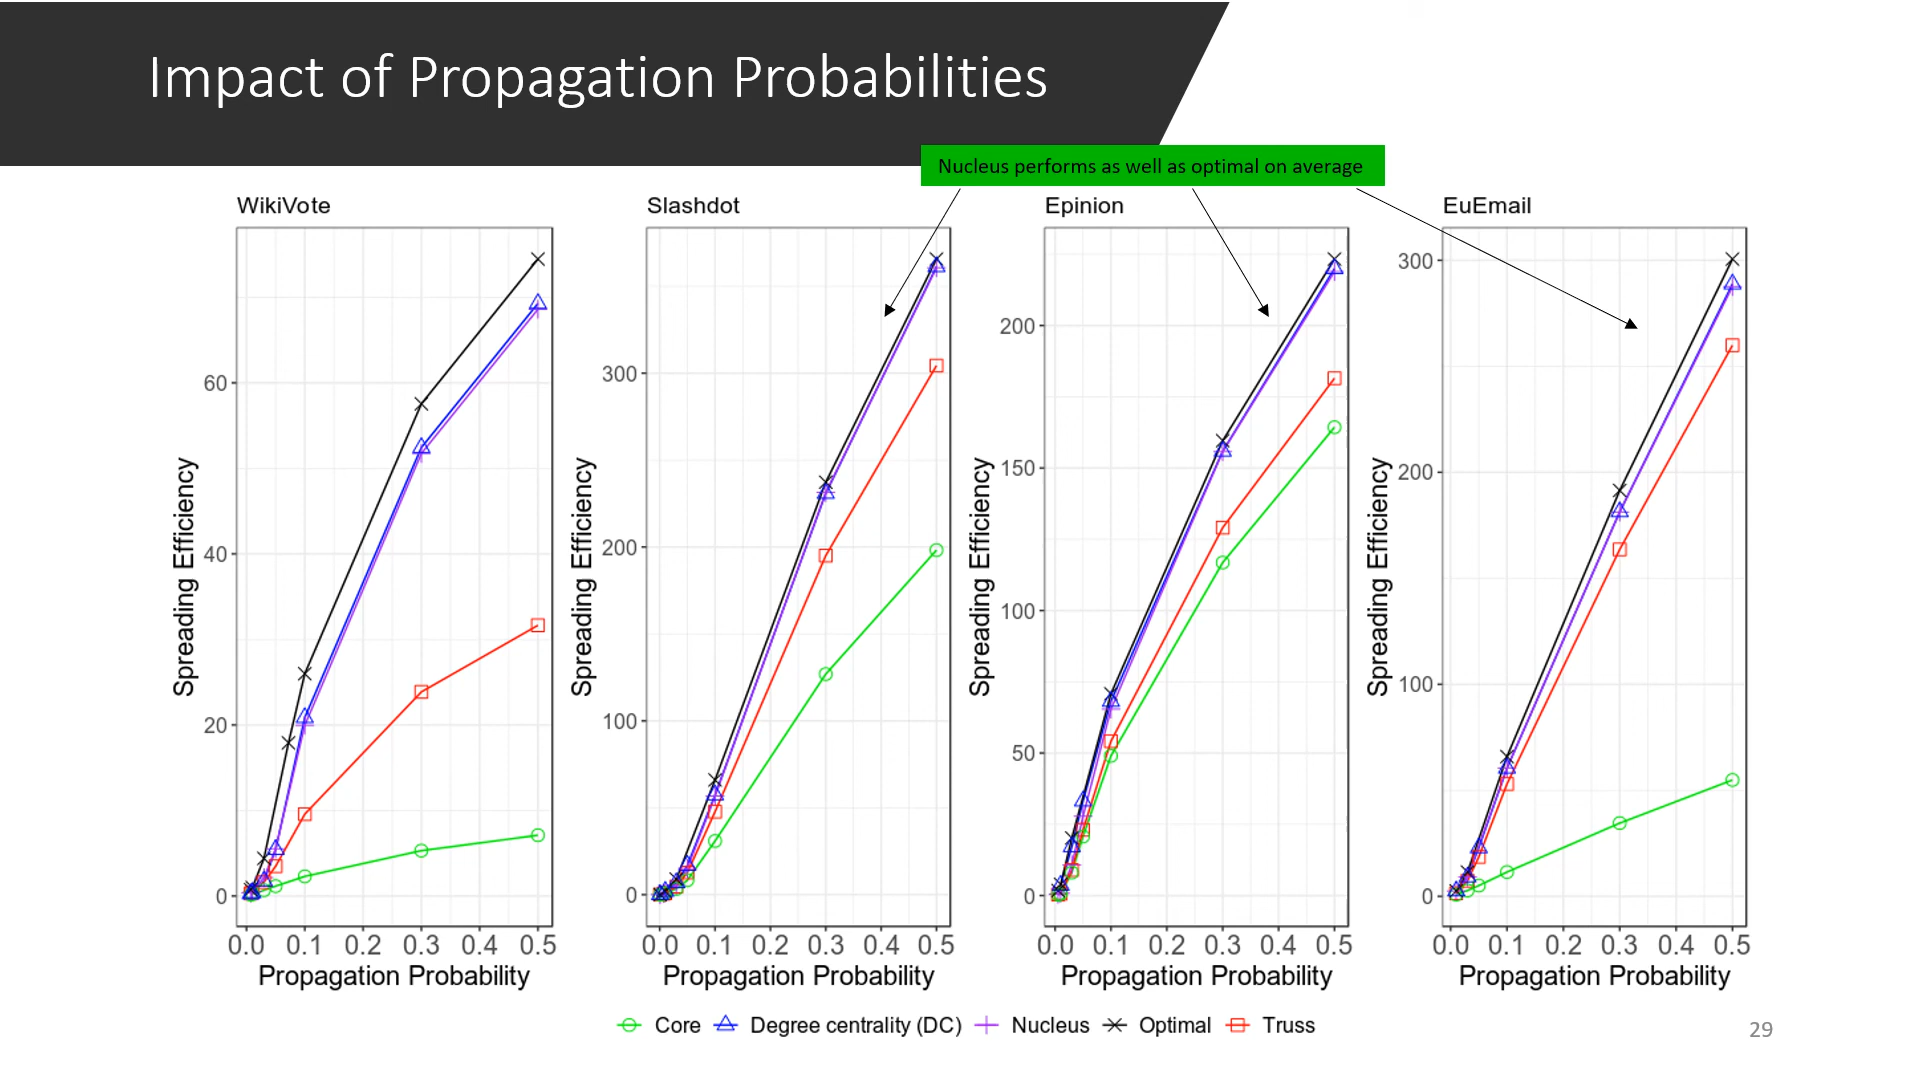 Impact of Propagation Probabilities
Nucleus performs as well as optimal on average
WikiVote
Slashdot
Epinion
EuEmail
Spreading Efficiency
60
40
20
0
0.0 0.1 0.2 0.3 0.4 0.5
Propagation Probability
Spreading Efficiency
300
200
100
0
0.0 0.1 0.2 0.3 0.4 0.5
Propagation Probability
Spreading Efficiency
200
150
100
50
0
0.0 0.1 0.2 0.3 0.4 0.5
Propagation Probability
Spreading Efficiency
300
200
100
0
0.0 0.1 0.2 0.3 0.4 0.5
Propagation Probability
Core Degree centrality (DC) Nucleus Optimal Truss
29